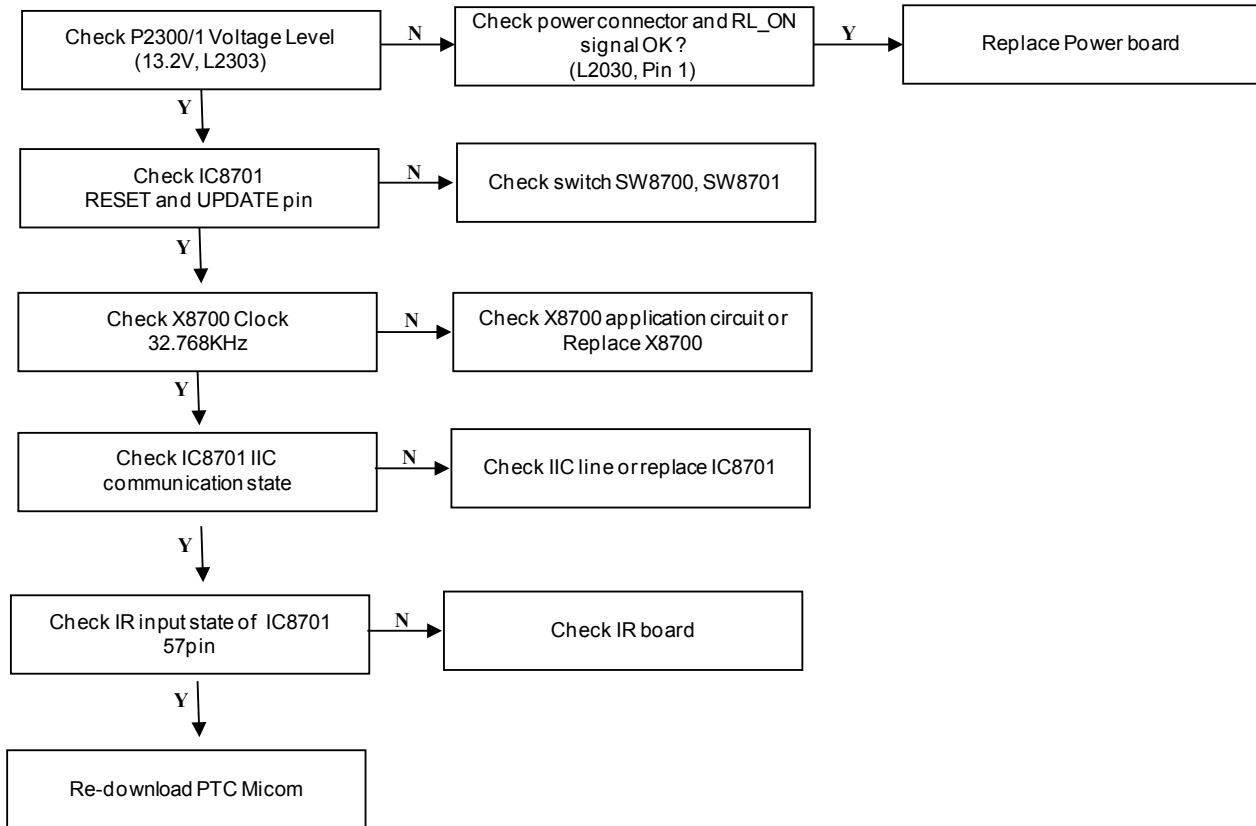 Check P2300/1 Voltage Level
(13.2V, L2303)
N
Check power connector and RL_ON
signal OK ?
(L2030, Pin 1)
Y
Replace Power board
Y
Check IC8701
RESET and UPDATE pin
N
Check switch SW8700, SW8701
Y
Check X8700 Clock
32.768KHz
N
Check X8700 application circuit or
Replace X8700
Y
Check IC8701 IIC
communication state
N
Check IIC line or replace IC8701
Y
Check IR input state of IC8701
57pin
N
Check IR board
Y
Re-download PTC Micom